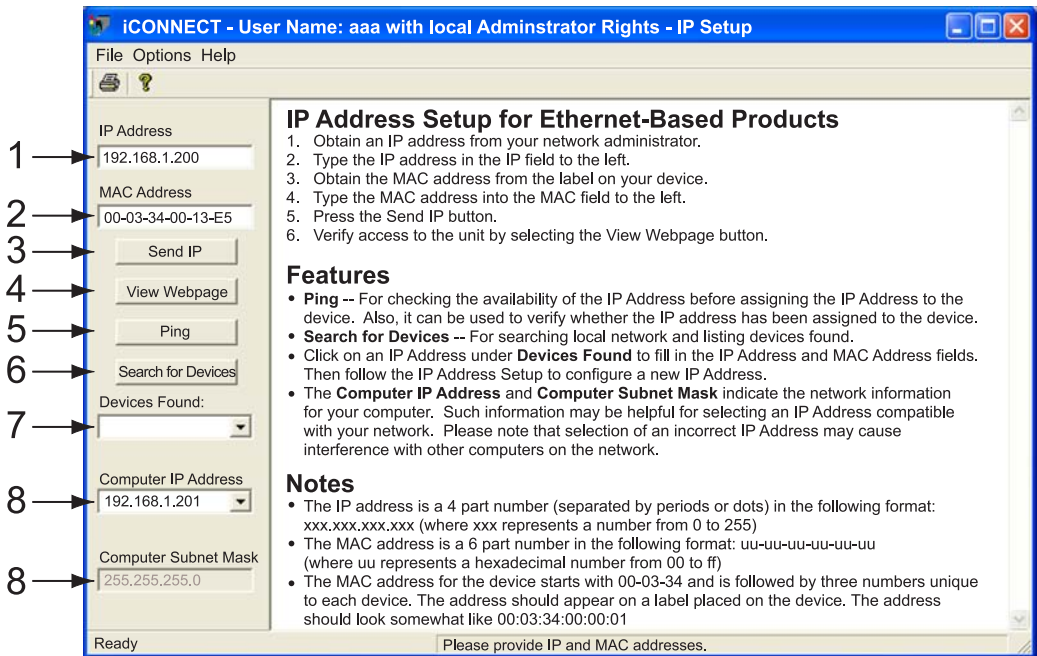 iCONNECT - User Name: aaa with local Adminstrator Rights - IP Setup
File Options Help
IP Address
1
192.168.1.200
MAC Address
2
00-03-34-00-13-E5
3
Send IP
4
View Webpage
5
Ping
6
Search for Devices
Devices Found:
7
Computer IP Address
8
192.168.1.201
Computer Subnet Mask
8
255.255.255.0
IP Address Setup for Ethernet-Based Products
1. Obtain an IP address from your network administrator.
2. Type the IP address in the IP field to the left.
3. Obtain the MAC address from the label on your device.
4. Type the MAC address into the MAC field to the left.
5. Press the Send IP button.
6. Verify access to the unit by selecting the View Webpage button.
Features
• Ping -- For checking the availability of the IP Address before assigning the IP Address to the
device. Also, it can be used to verify whether the IP address has been assigned to the device.
• Search for Devices -- For searching local network and listing devices found.
• Click on an IP Address under Devices Found to fill in the IP Address and MAC Address fields.
Then follow the IP Address Setup to configure a new IP Address.
• The Computer IP Address and Computer Subnet Mask indicate the network information
for your computer. Such information may be helpful for selecting an IP Address compatible
with your network. Please note that selection of an incorrect IP Address may cause
interference with other computers on the network.
Notes
• The IP address is a 4 part number (separated by periods or dots) in the following format:
xxx.xxx.xxx.xxx (where xxx represents a number from 0 to 255)
• The MAC address is a 6 part number in the following format: uu-uu-uu-uu-uu-uu
(where uu represents a hexadecimal number from 00 to ff)
• The MAC address for the device starts with 00-03-34 and is followed by three numbers unique
to each device. The address should appear on a label placed on the device. The address
should look somewhat like 00:03:34:00:00:01
Ready
Please provide IP and MAC addresses.